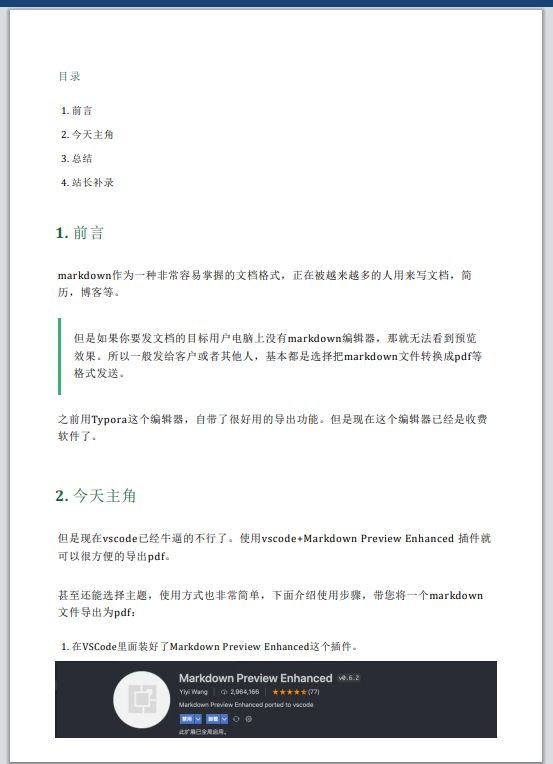 目录
1. 前言
2. 今天主角
3. 总结
4. 站长补录
1. 前言
markdown作为一种非常容易掌握的文档格式，正在被越来越多的人用来写文档，简
历，博客等。
但是如果你要发文档的目标用户电脑上没有markdown编辑器，那就无法看到预览
效果。所以一般发给客户或者其他人，基本都是选择把markdown文件转换成pdf等
格式发送。
之前用Typora这个编辑器，自带了很好用的导出功能。但是现在这个编辑器已经是收费
软件了。
2. 今天主角
但是现在vscode已经牛逼的不行了。使用vscode+Markdown Preview Enhanced 插件就
可以很方便的导出pdf。
甚至还能选择主题，使用方式也非常简单，下面介绍使用步骤，带您将一个markdown
文件导出为pdf：
1. 在VSCode里面装好了Markdown Preview Enhanced这个插件。
Markdown Preview Enhanced v0.6.2
Yiyi Wang 2,964,166 (77)
Markdown Preview Enhanced ported to vscode
禁用 卸载
此扩展已全局启用。